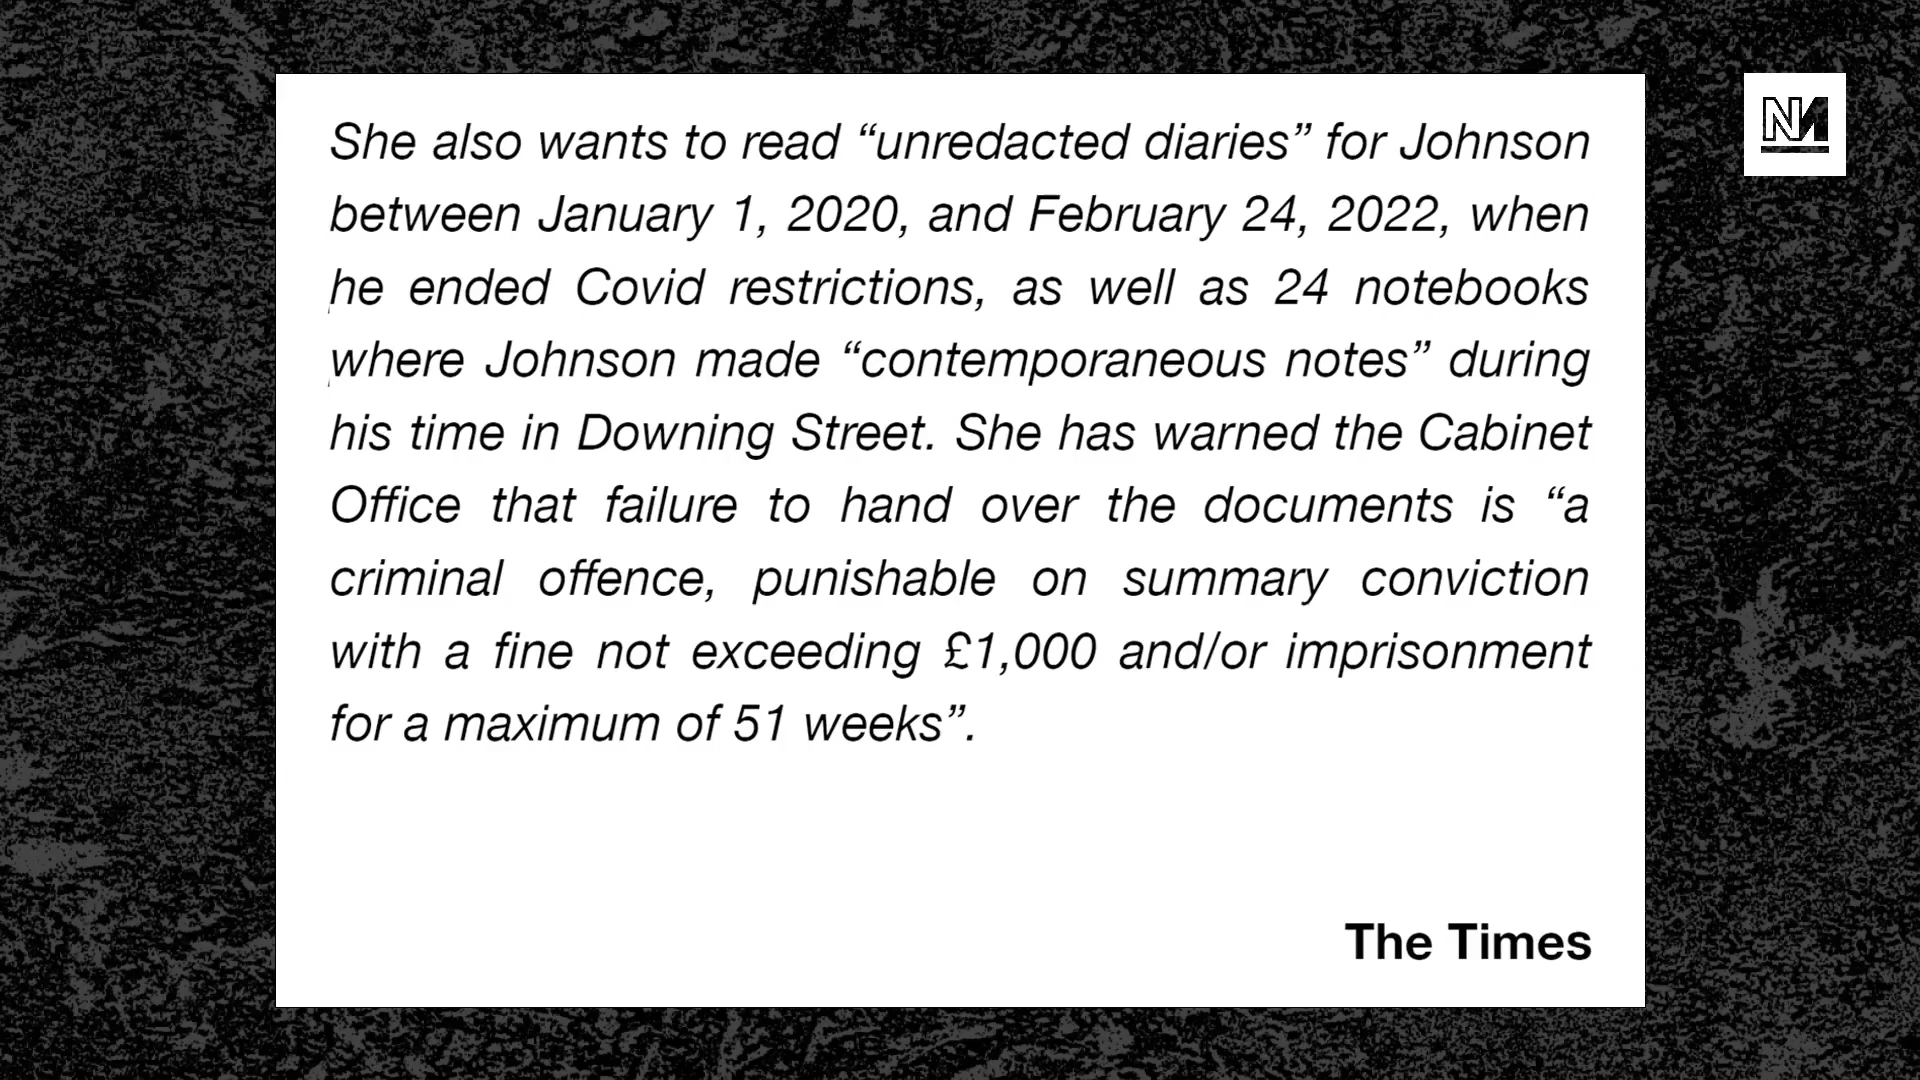 She also wants to read “unredacted diaries” for Johnson
between January 1, 2020, and February 24, 2022, when
he ended Covid restrictions, as well as 24 notebooks
where Johnson made “contemporaneous notes” during
his time in Downing Street. She has warned the Cabinet
Office that failure to hand over the documents is “a
criminal offence, punishable on summary conviction
with a fine not exceeding £1,000 and/or imprisonment
for a maximum of 51 weeks”.
The Times
NM